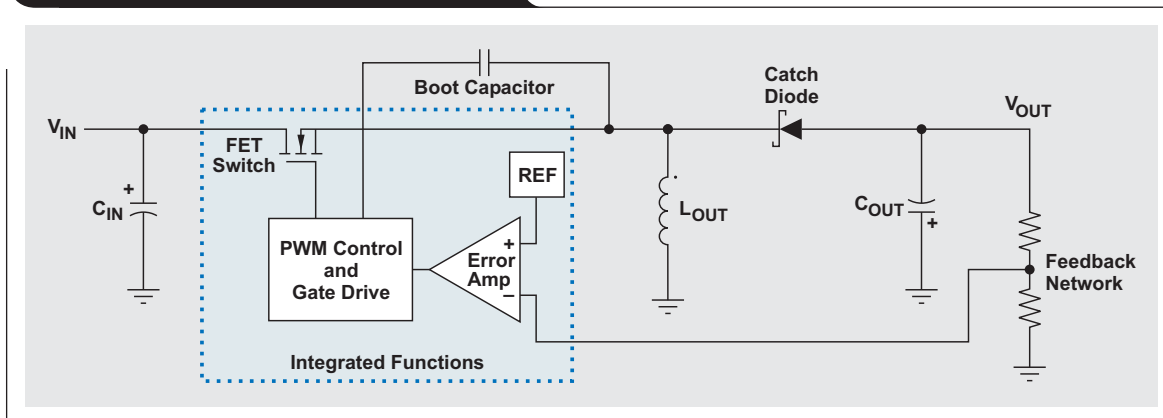 Boot Capacitor
Catch
Diode
VIN
VOUT
FET
Switch
REF
+
CIN
LOUT
COUT
+
PWM Control
and
Gate Drive
+
Error
Amp
–
Feedback
Network
Integrated Functions